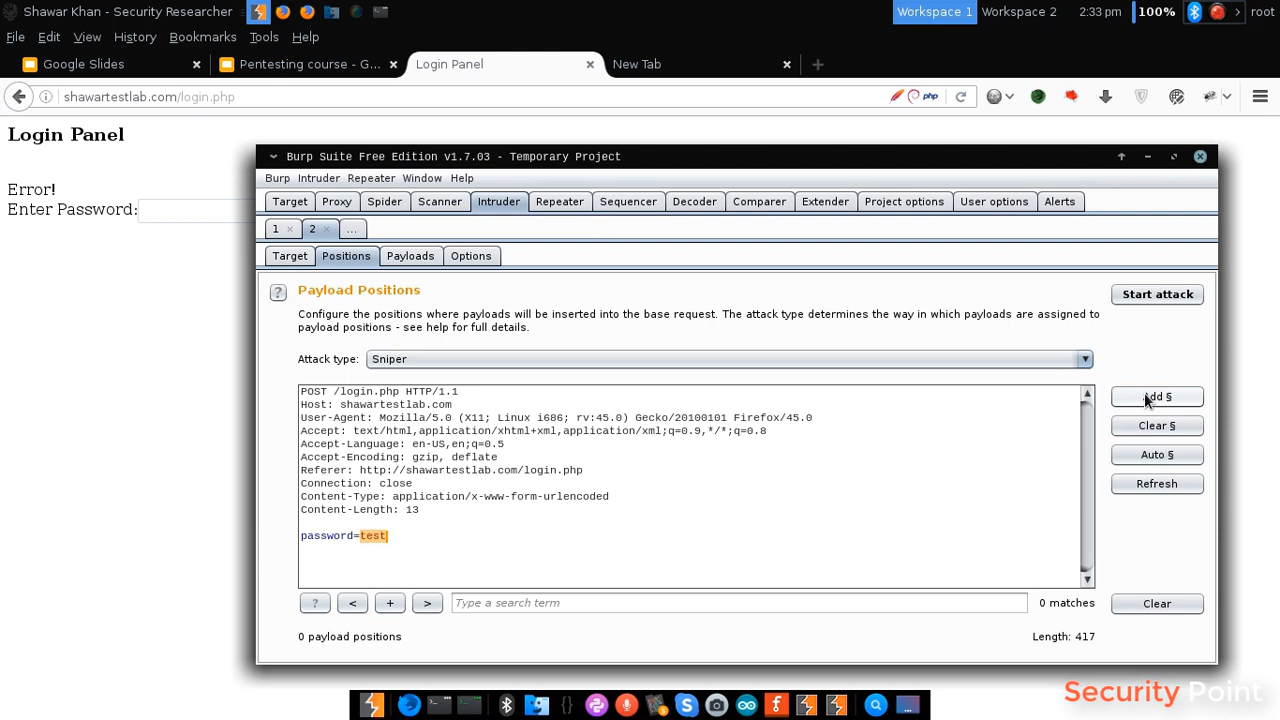 Shawar Khan - Security Researcher
Workspace 1 Workspace 2 2:33 pm 100% root
File Edit View History Bookmarks Tools Help
Google Slides × Pentesting course - G... × Login Panel × New Tab ×
shawartestlab.com/login.php
php
Login Panel
Error!
Enter Password:
Burp Suite Free Edition v1.7.03 - Temporary Project
Burp Intruder Repeater Window Help
Target Proxy Spider Scanner Intruder Repeater Sequencer Decoder Comparer Extender Project options User options Alerts
1 × 2 × ...
Target Positions Payloads Options
? Payload Positions
Start attack
Configure the positions where payloads will be inserted into the base request. The attack type determines the way in which payloads are assigned to
payload positions - see help for full details.
Attack type: Sniper
POST /login.php HTTP/1.1
Host: shawartestlab.com
User-Agent: Mozilla/5.0 (X11; Linux i686; rv:45.0) Gecko/20100101 Firefox/45.0
Accept: text/html,application/xhtml+xml,application/xml;q=0.9,*/*;q=0.8
Accept-Language: en-US,en;q=0.5
Accept-Encoding: gzip, deflate
Referer: http://shawartestlab.com/login.php
Connection: close
Content-Type: application/x-www-form-urlencoded
Content-Length: 13
password=test
Add §
Clear §
Auto §
Refresh
? < + > Type a search term 0 matches Clear
0 payload positions Length: 417
Security Point